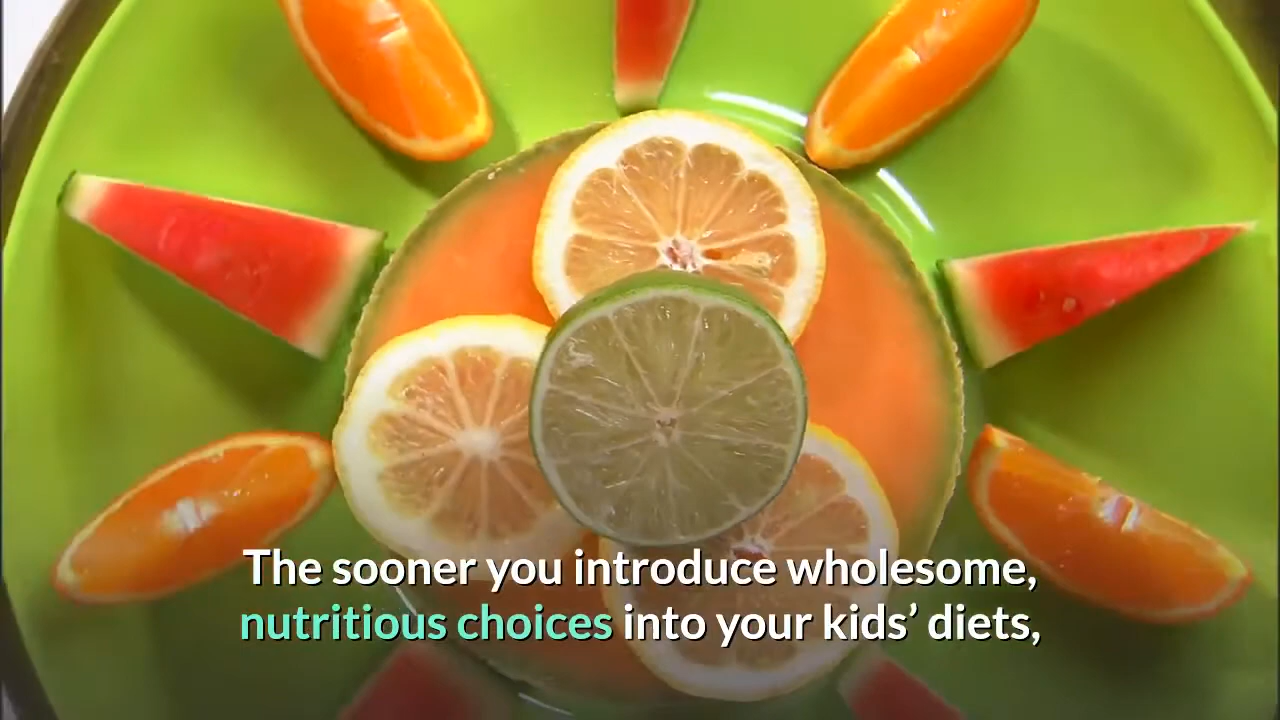 The sooner you introduce wholesome,
nutritious choices into your kids’ diets,